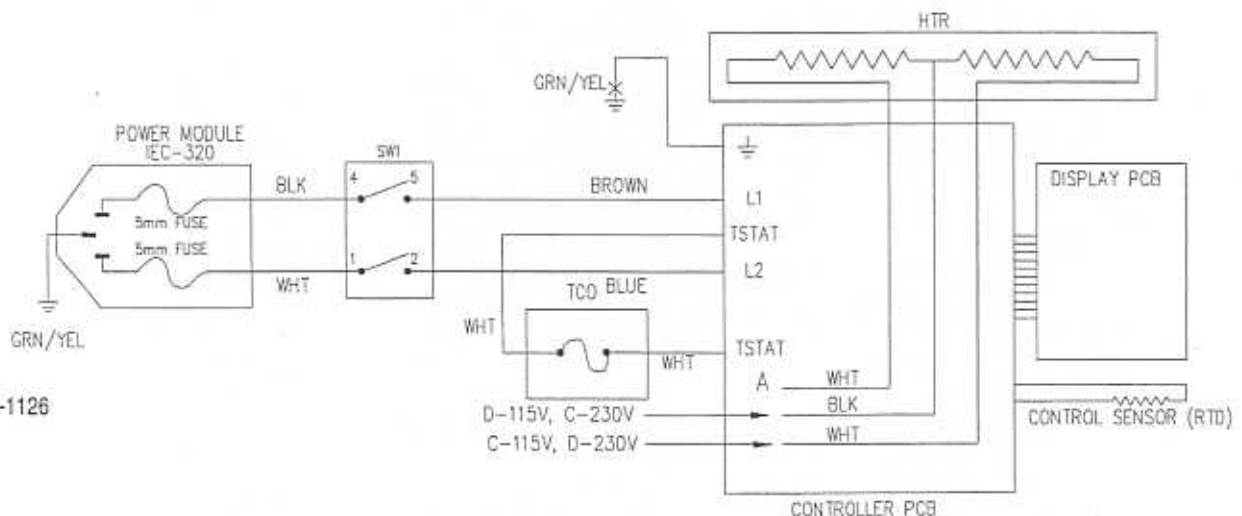 HTR
GRN/YEL
POWER MODULE
IEC-320
SW1
BLK
4 5
BROWN
L1
DISPLAY PCB
5mm FUSE
5mm FUSE
TSTAT
1 2
L2
WHT
TCO BLUE
GRN/YEL
WHT
WHT
TSTAT
A WHT
-1126
D-115V, C-230V
BLK
CONTROL SENSOR (RTD)
C-115V, D-230V
WHT
CONTROLLER PCB